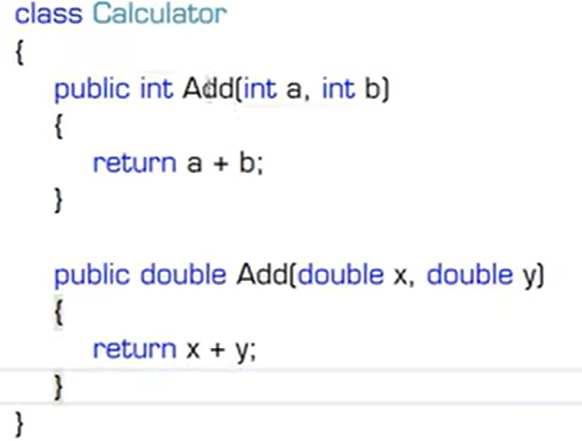 class Calculator
{
public int Add(int a, int b)
{
return a + b;
}
public double Add(double x, double y)
{
return x + y;
}
}